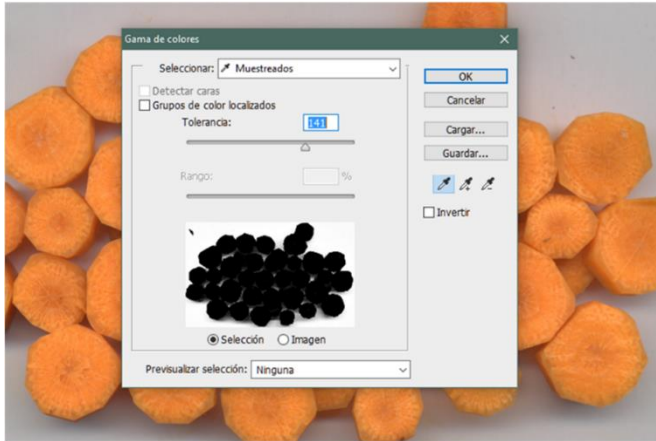 Gama de colores
Seleccionar: Muestreados
OK
Detectar caras
Cancelar
Grupos de color localizados
Tolerancia: 141
Cargar...
Guardar...
Rango: %
Invertir
Selección Imagen
Previsualizar selección: Ninguna